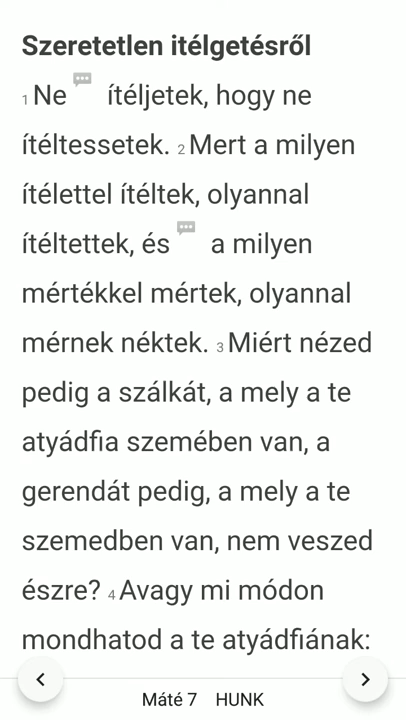 Szeretetlen itélgetésről
1 Ne ítéljetek, hogy ne
ítéltessetek. 2 Mert a milyen
ítélettel ítéltek, olyannal
ítéltettek, és a milyen
mértékkel mértek, olyannal
mérnek néktek. 3 Miért nézed
pedig a szálkát, a mely a te
atyádfia szemében van, a
gerendát pedig, a mely a te
szemedben van, nem veszed
észre? 4 Avagy mi módon
mondhatod a te atyádfiának:
Máté 7 HUNK